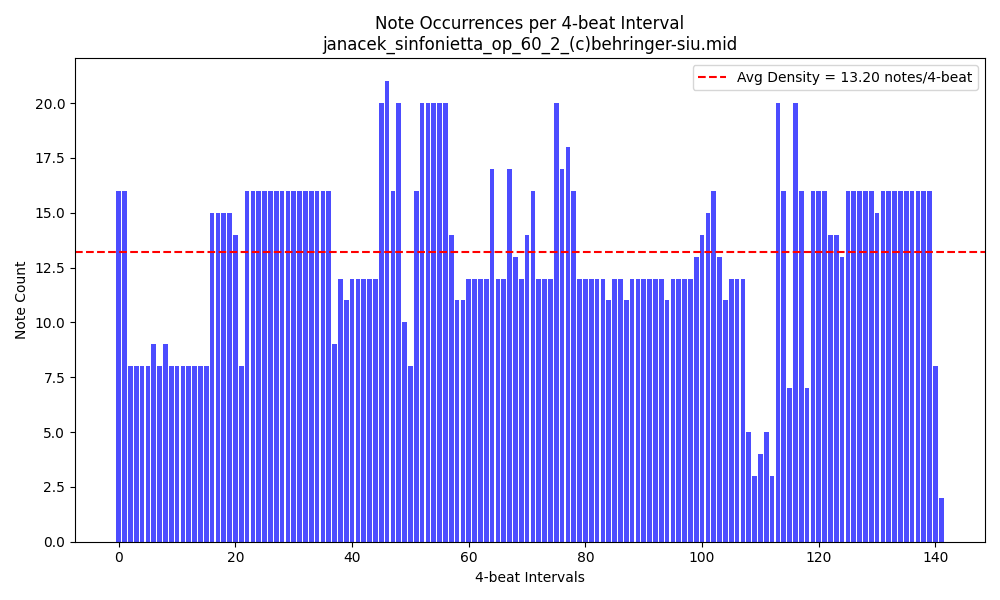 Note Occurrences per 4-beat Interval
janacek_sinfonietta_op_60_2_(c)behringer-siu.mid
Avg Density = 13.20 notes/4-beat
Note Count
20.0
17.5
15.0
12.5
10.0
7.5
5.0
2.5
0.0
0 20 40 60 80 100 120 140
4-beat Intervals